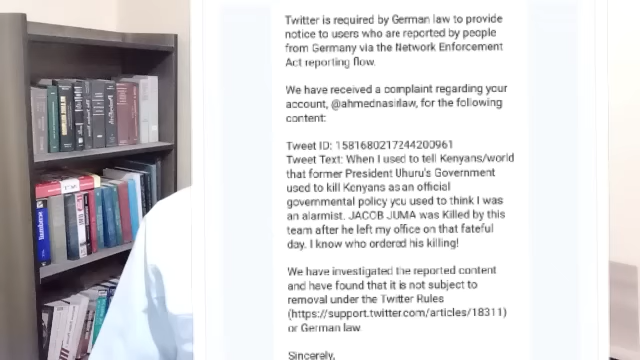 Twitter is required by German law to provide
notice to users who are reported by people
from Germany via the Network Enforcement
Act reporting flow.
We have received a complaint regarding your
account, @ahmednasirlaw, for the following
content:
Tweet ID: 1581680217244200961
Tweet Text: When I used to tell Kenyans/world
that former President Uhuru's Government
used to kill Kenyans as an official
governmental policy you used to think I was
an alarmist. JACOB JUMA was Killed by this
team after he left my office on that fateful
day. I know who ordered his killing!
We have investigated the reported content
and have found that it is not subject to
removal under the Twitter Rules
(https://support.twitter.com/articles/18311)
or German law
Sincerely,